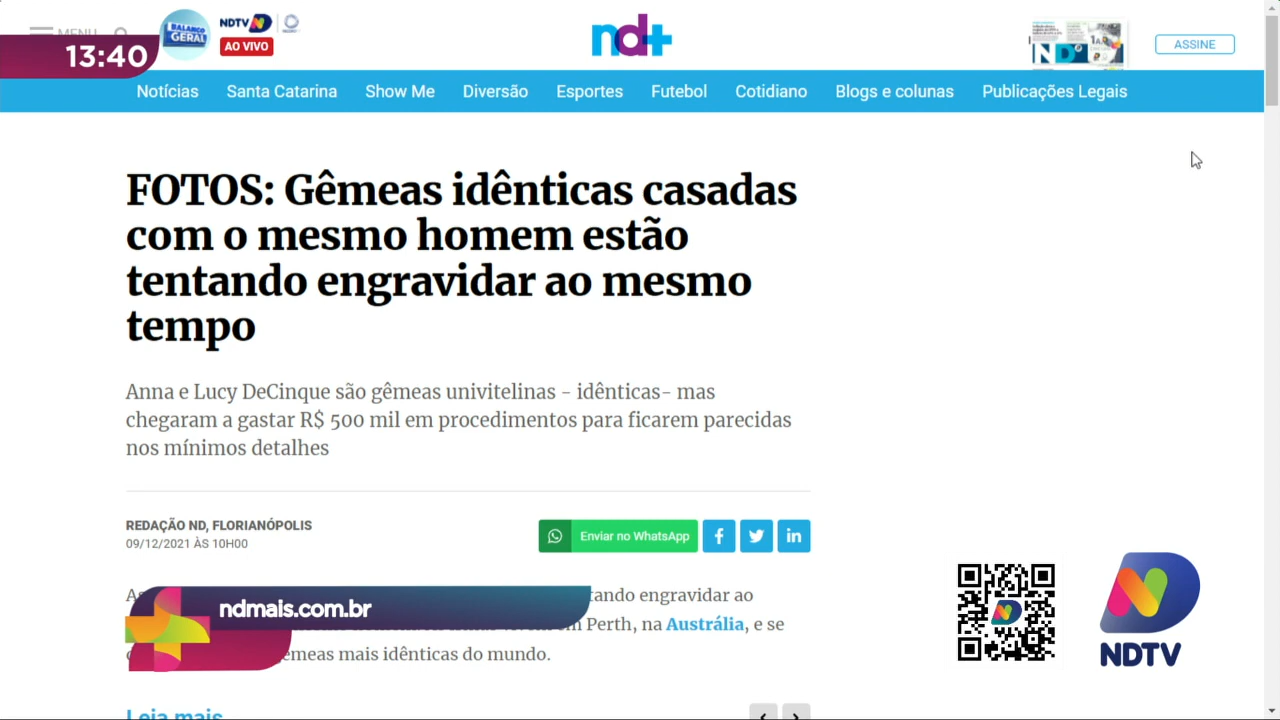 MENU
13:40
BALANÇO
GERAL
NDTV
AO VIVO
nd+
ND
ASSINE
Notícias Santa Catarina Show Me Diversão Esportes Futebol Cotidiano Blogs e colunas Publicações Legais
FOTOS: Gêmeas idênticas casadas
com o mesmo homem estão
tentando engravidar ao mesmo
tempo
Anna e Lucy DeCinque são gêmeas univitelinas - idênticas- mas
chegaram a gastar R$ 500 mil em procedimentos para ficarem parecidas
nos mínimos detalhes
REDAÇÃO ND, FLORIANÓPOLIS
09/12/2021 ÀS 10H00
Enviar no WhatsApp
ndmais.com.br
tando engravidar ao
Perth, na Austrália, e se
emeas mais idênticas do mundo.
NDTV
Leia mais